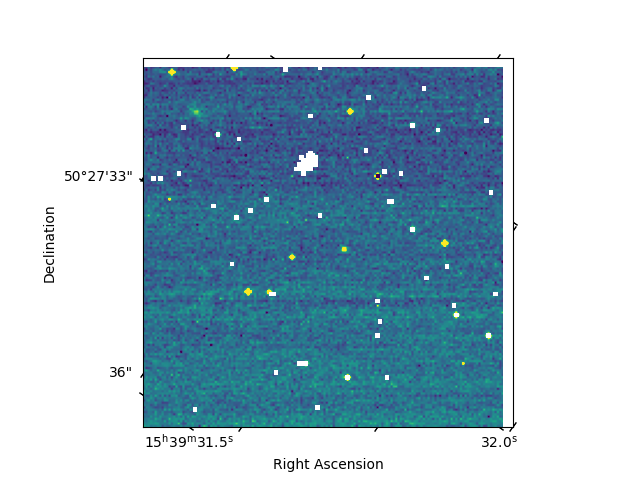 50°27'33"
Declination
36"
15ʰ39ᵐ31.5ˢ
32.0ˢ
Right Ascension